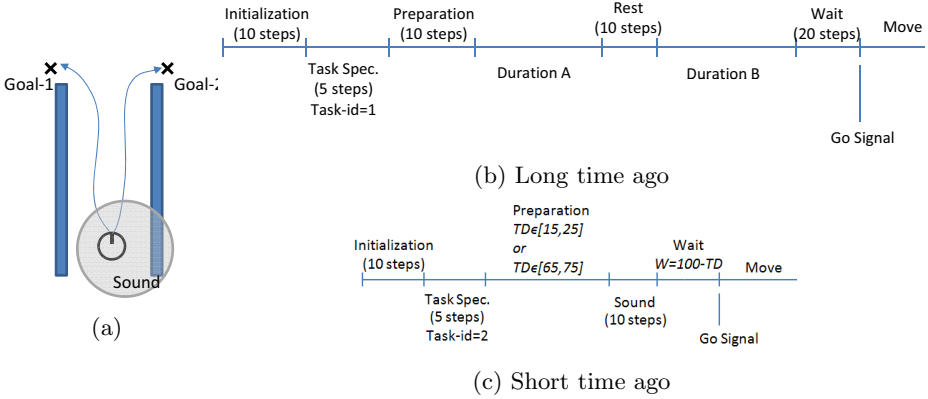 Goal-1
Goal-2
Sound
(a)
Initialization
(10 steps)
Task Spec.
(5 steps)
Task-id=1
Preparation
(10 steps)
Duration A
Rest
(10 steps)
Duration B
Wait
(20 steps)
Move
Go Signal
(b) Long time ago
Initialization
(10 steps)
Task Spec.
(5 steps)
Task-id=2
Preparation
TDϵ[15,25]
or
TDϵ[65,75]
Sound
(10 steps)
Wait
W=100-TD
Move
Go Signal
(c) Short time ago